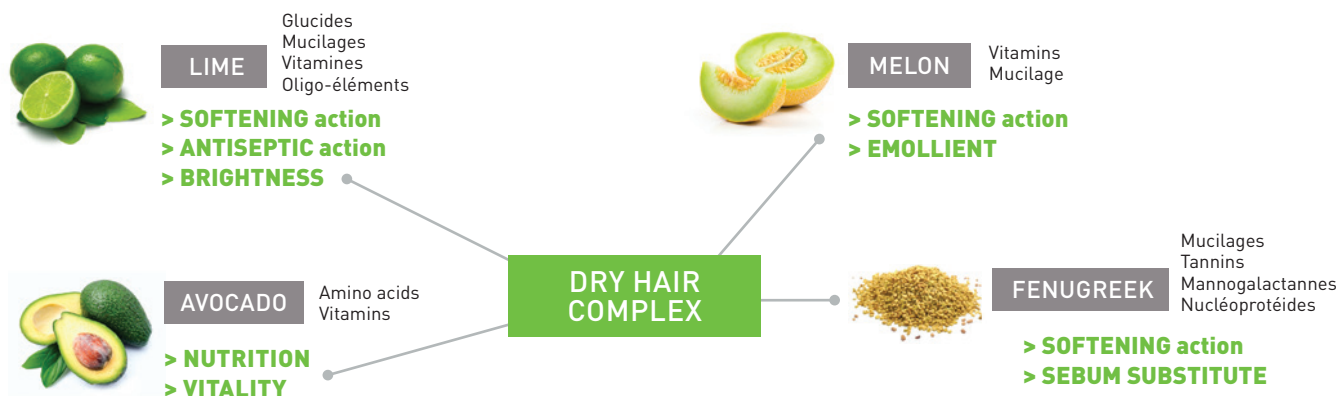 LIME
Glucides
Mucilages
Vitamines
Oligo-éléments
> SOFTENING action
> ANTISEPTIC action
> BRIGHTNESS
MELON
Vitamins
Mucilage
> SOFTENING action
> EMOLLIENT
DRY HAIR
COMPLEX
AVOCADO
Amino acids
Vitamins
> NUTRITION
> VITALITY
FENUGREEK
Mucilages
Tannins
Mannogalactannes
Nucléoprotéides
> SOFTENING action
> SEBUM SUBSTITUTE